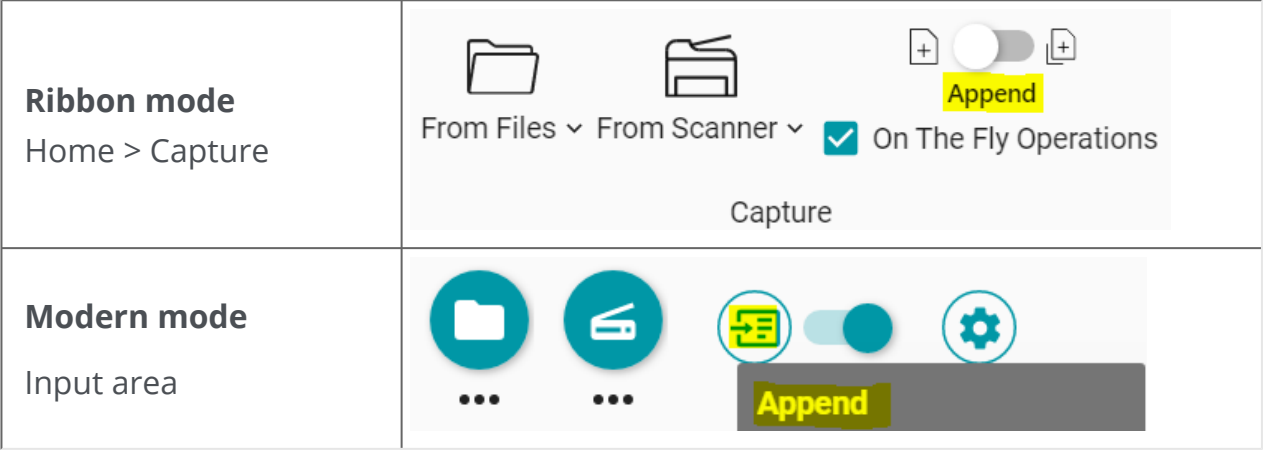 Ribbon mode
Home > Capture
From Files
From Scanner
Append
On The Fly Operations
Capture
Modern mode
Input area
Append